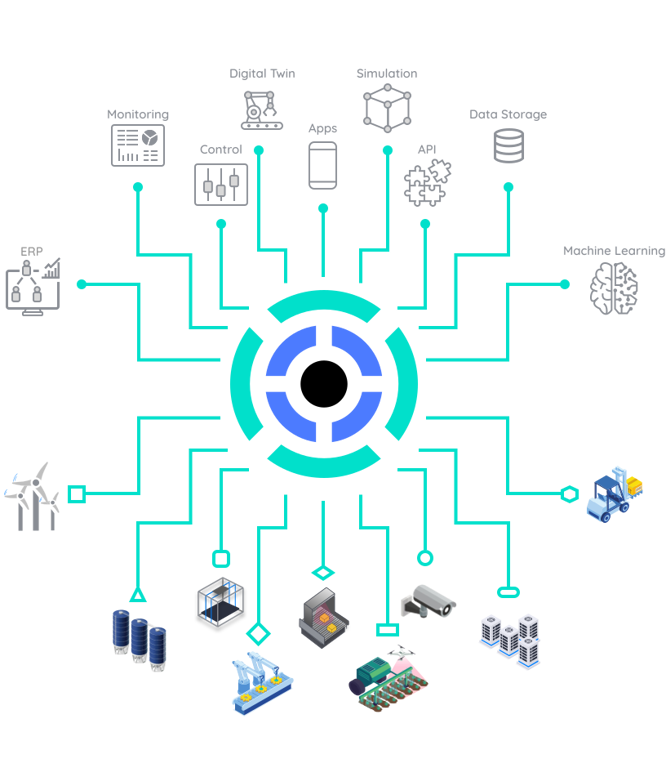 Digital Twin
Simulation
Monitoring
Data Storage
Apps
Control
API
ERP
Machine Learning